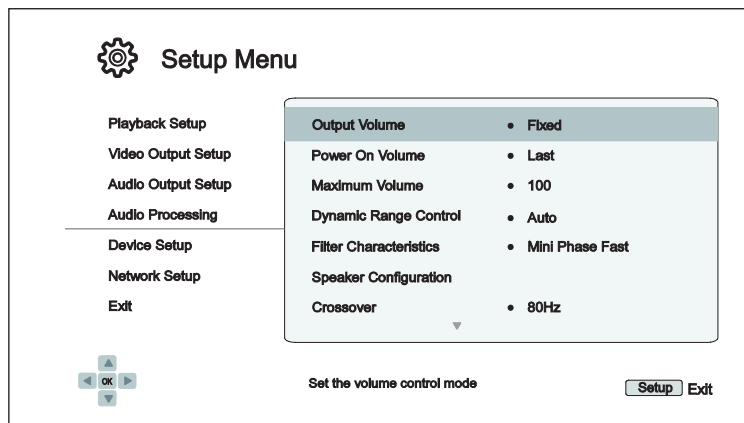 Setup Menu
Playback Setup
Video Output Setup
Audio Output Setup
Audio Processing
Device Setup
Network Setup
Exit
Output Volume • Fixed
Power On Volume • Last
Maximum Volume • 100
Dynamic Range Control • Auto
Filter Characteristics • Mini Phase Fast
Speaker Configuration
Crossover • 80Hz
OK
Set the volume control mode
Setup Exit